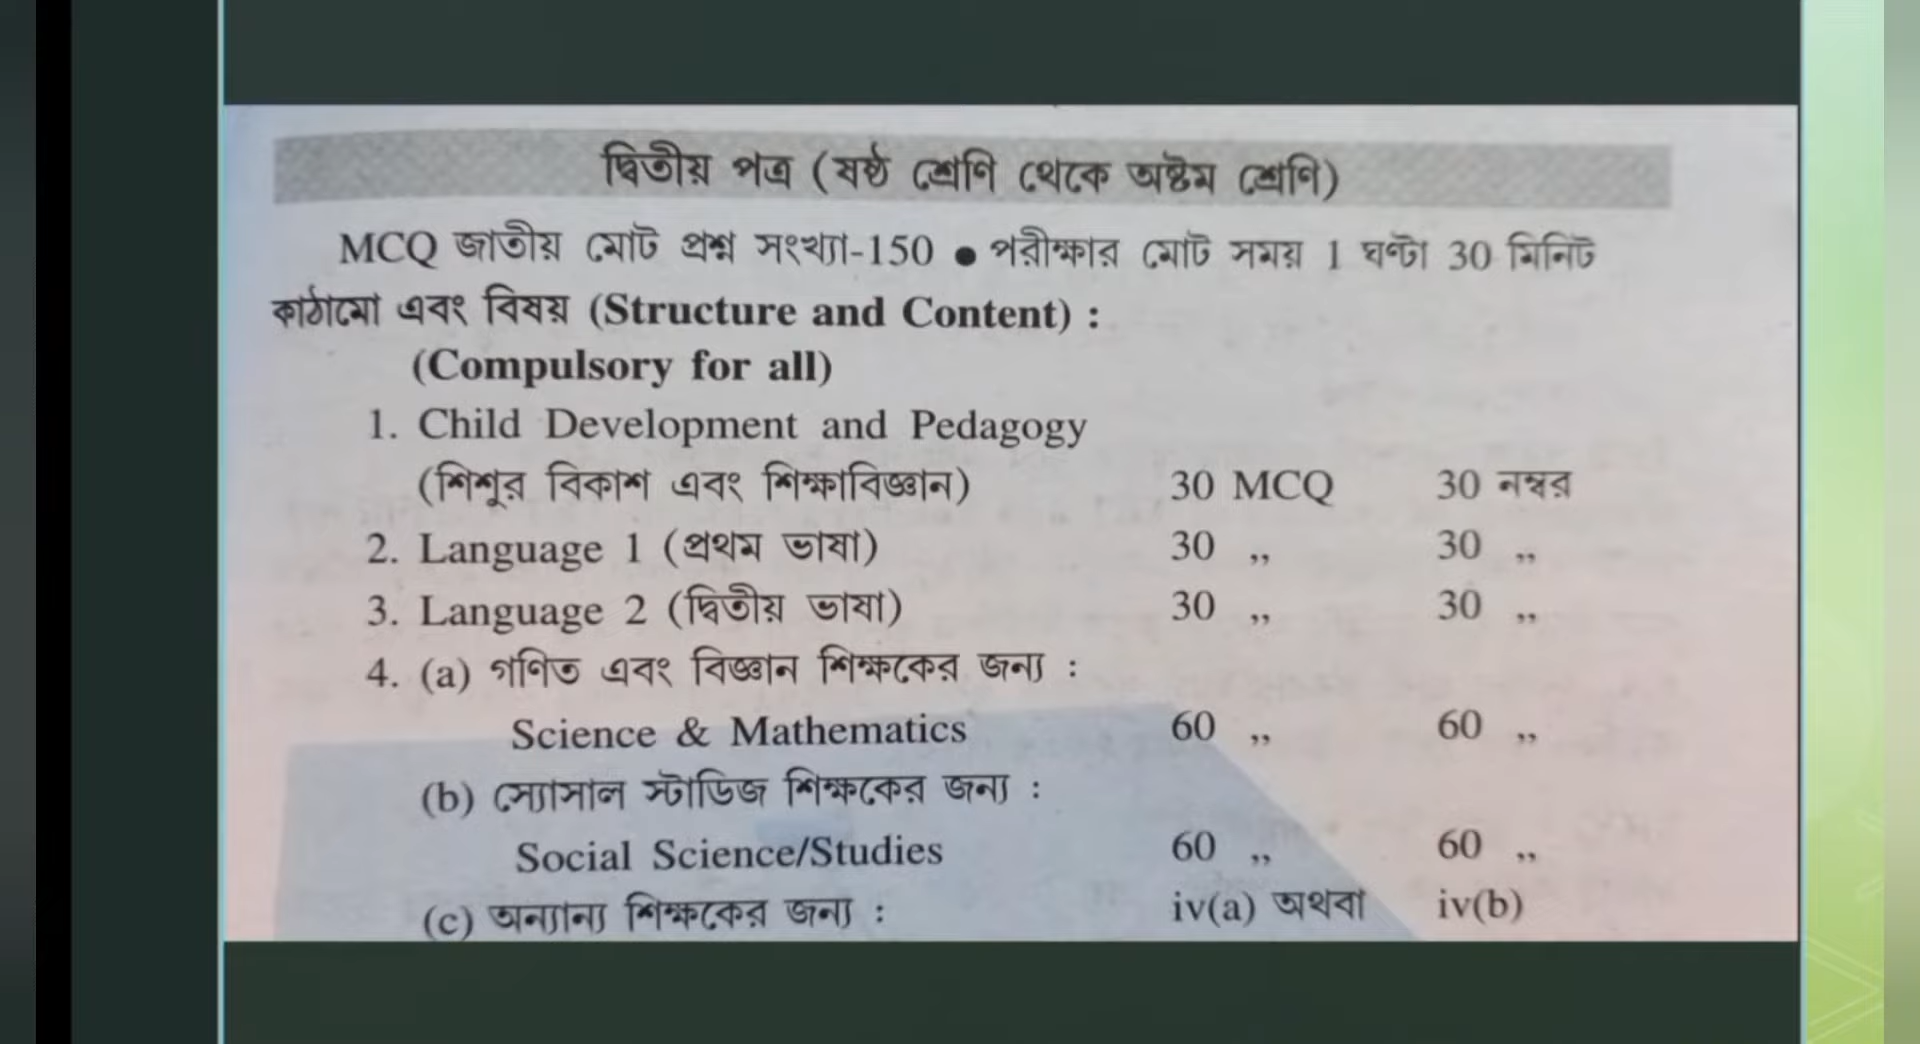 দ্বিতীয় পত্র (ষষ্ঠ শ্রেণি থেকে অষ্টম শ্রেণি)
MCQ জাতীয় মোট প্রশ্ন সংখ্যা-150 ● পরীক্ষার মোট সময় 1 ঘণ্টা 30 মিনিট
কাঠামো এবং বিষয় (Structure and Content) :
(Compulsory for all)
1. Child Development and Pedagogy
(শিশুর বিকাশ এবং শিক্ষাবিজ্ঞান) 30 MCQ 30 নম্বর
2. Language 1 (প্রথম ভাষা) 30 ,, 30 ,,
3. Language 2 (দ্বিতীয় ভাষা) 30 ,, 30 ,,
4. (a) গণিত এবং বিজ্ঞান শিক্ষকের জন্য :
Science & Mathematics 60 ,, 60 ,,
(b) স্যোসাল স্টাডিজ শিক্ষকের জন্য :
Social Science/Studies 60 ,, 60 ,,
(c) অন্যান্য শিক্ষকের জন্য : iv(a) অথবা iv(b)